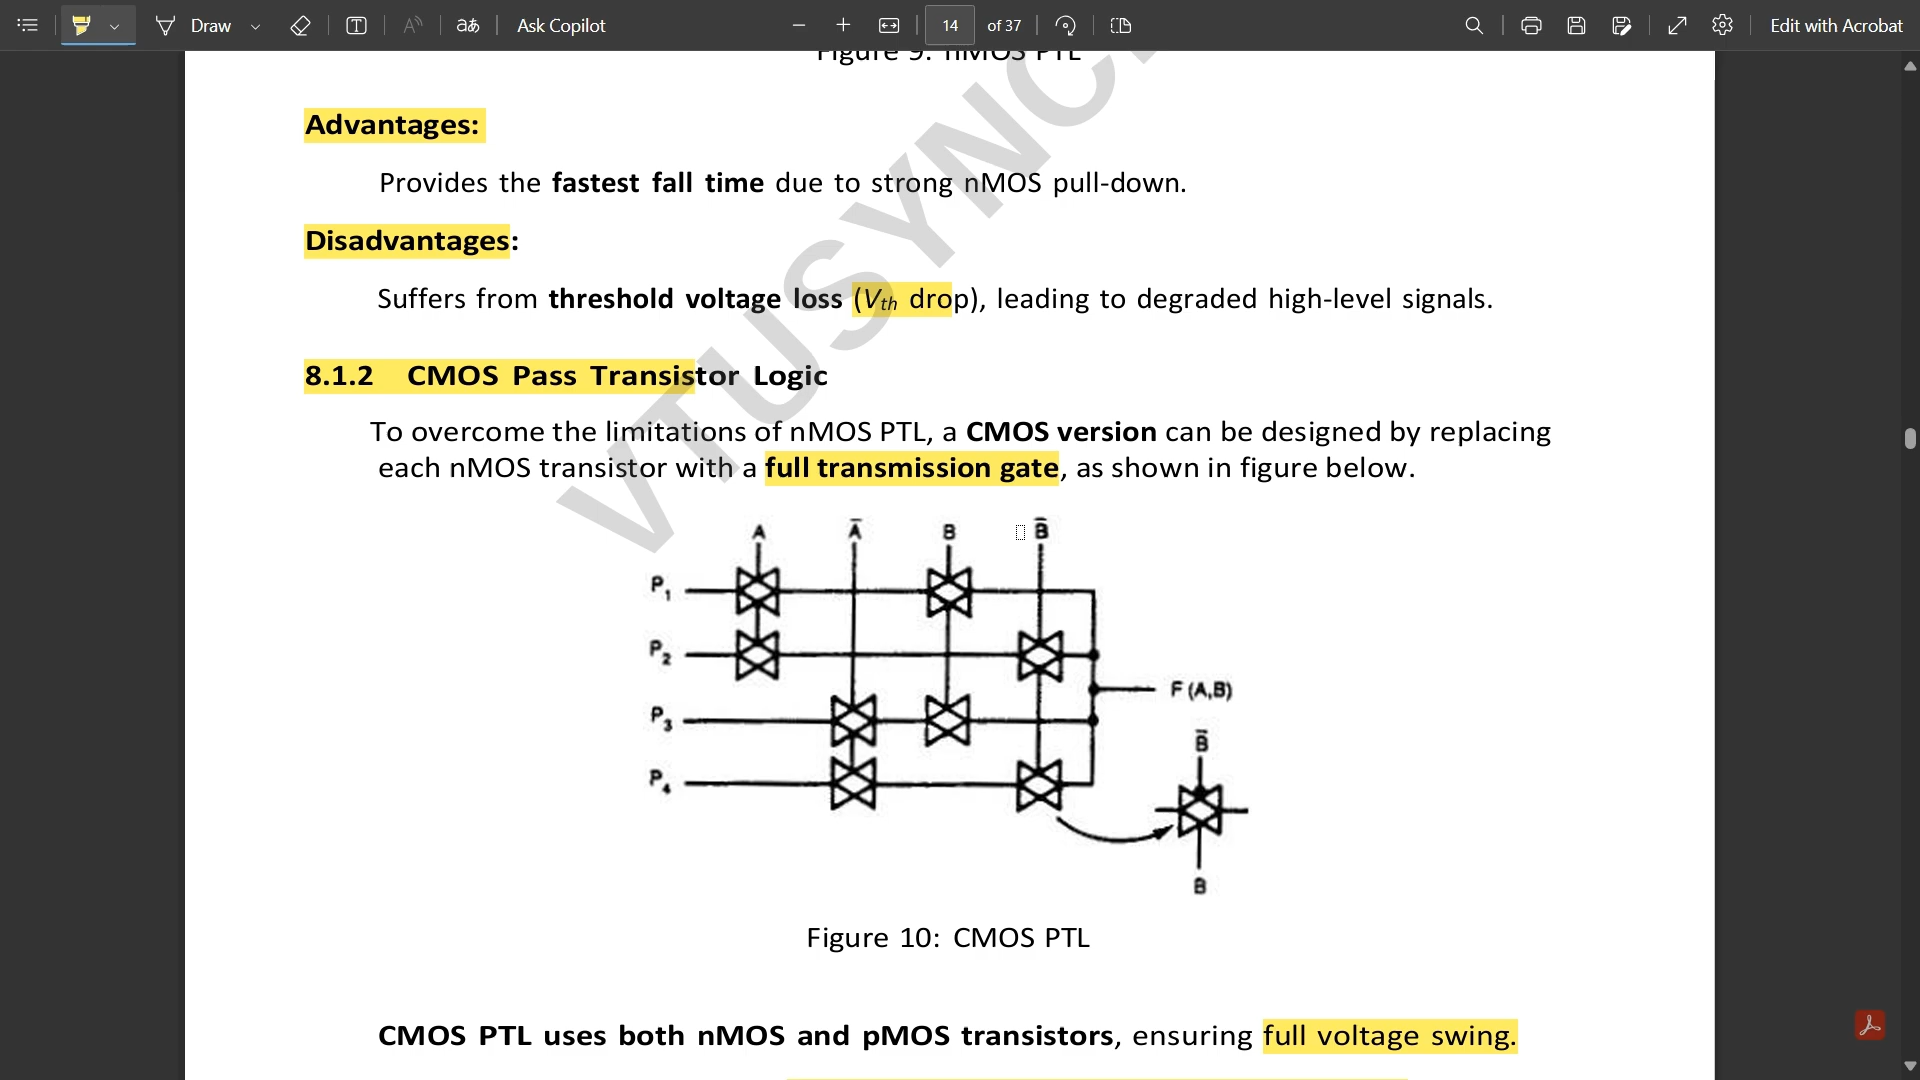 Draw
Ask Copilot
14 of 37
Edit with Acrobat
Figure 9: nMOS PTL
Advantages:
Provides the fastest fall time due to strong nMOS pull-down.
Disadvantages:
Suffers from threshold voltage loss (Vth drop), leading to degraded high-level signals.
8.1.2 CMOS Pass Transistor Logic
To overcome the limitations of nMOS PTL, a CMOS version can be designed by replacing
each nMOS transistor with a full transmission gate, as shown in figure below.
A A̅ B B̅
P₁
P₂
F (A,B)
P₃
B̅
P₄
B
Figure 10: CMOS PTL
CMOS PTL uses both nMOS and pMOS transistors, ensuring full voltage swing.
VTUSYNC